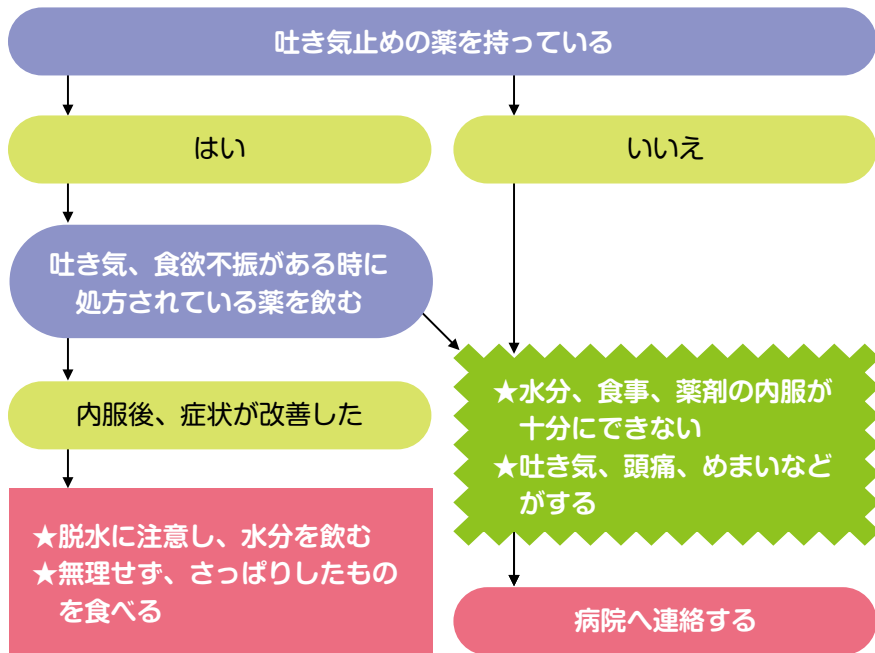 吐き気止めの薬を持っている
はい
いいえ
吐き気、食欲不振がある時に
処方されている薬を飲む
内服後、症状が改善した
★脱水に注意し、水分を飲む
★無理せず、さっぱりしたもの
を食べる
★水分、食事、薬剤の内服が
十分にできない
★吐き気、頭痛、めまいなど
がする
病院へ連絡する